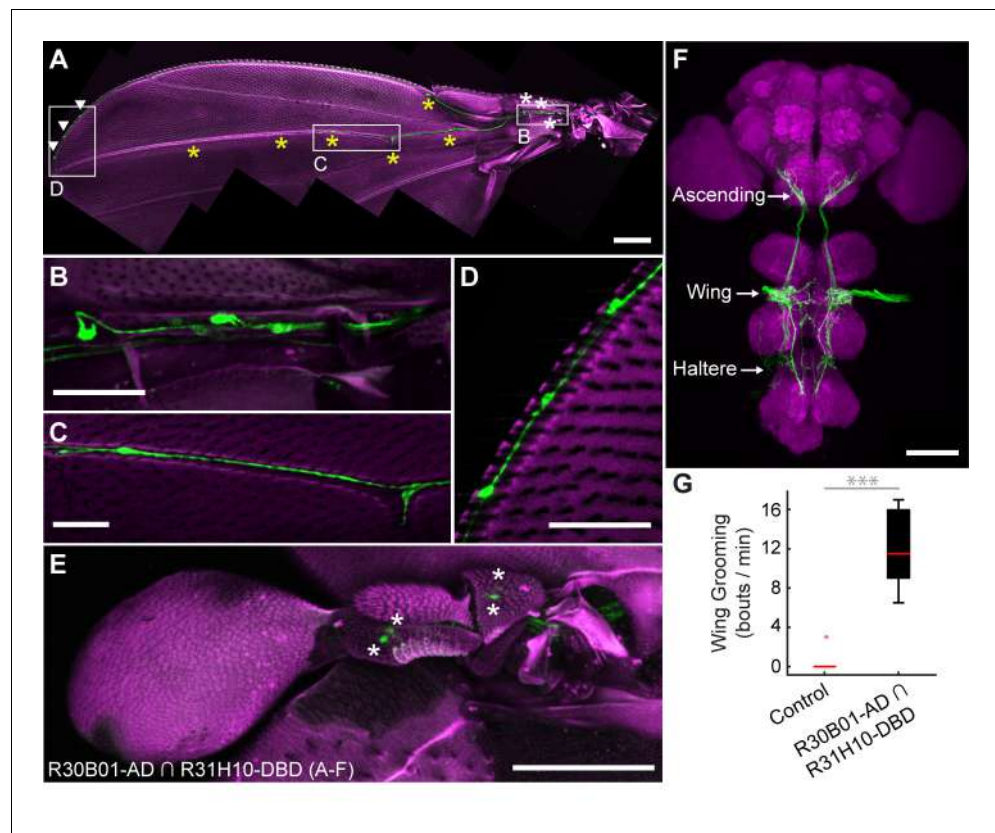 A
B
C
D
B
C
D
E
R30B01-AD ∩ R31H10-DBD (A-F)
F
Ascending
Wing
Haltere
G
***
Wing Grooming
(bouts / min)
16
12
8
4
0
Control
R30B01-AD ∩
R31H10-DBD